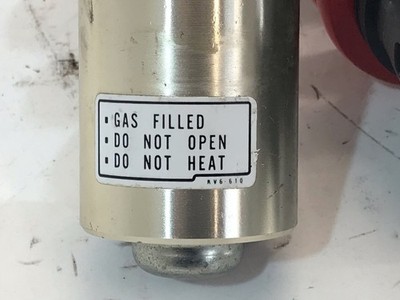 • GAS FILLED
• DO NOT OPEN
• DO NOT HEAT